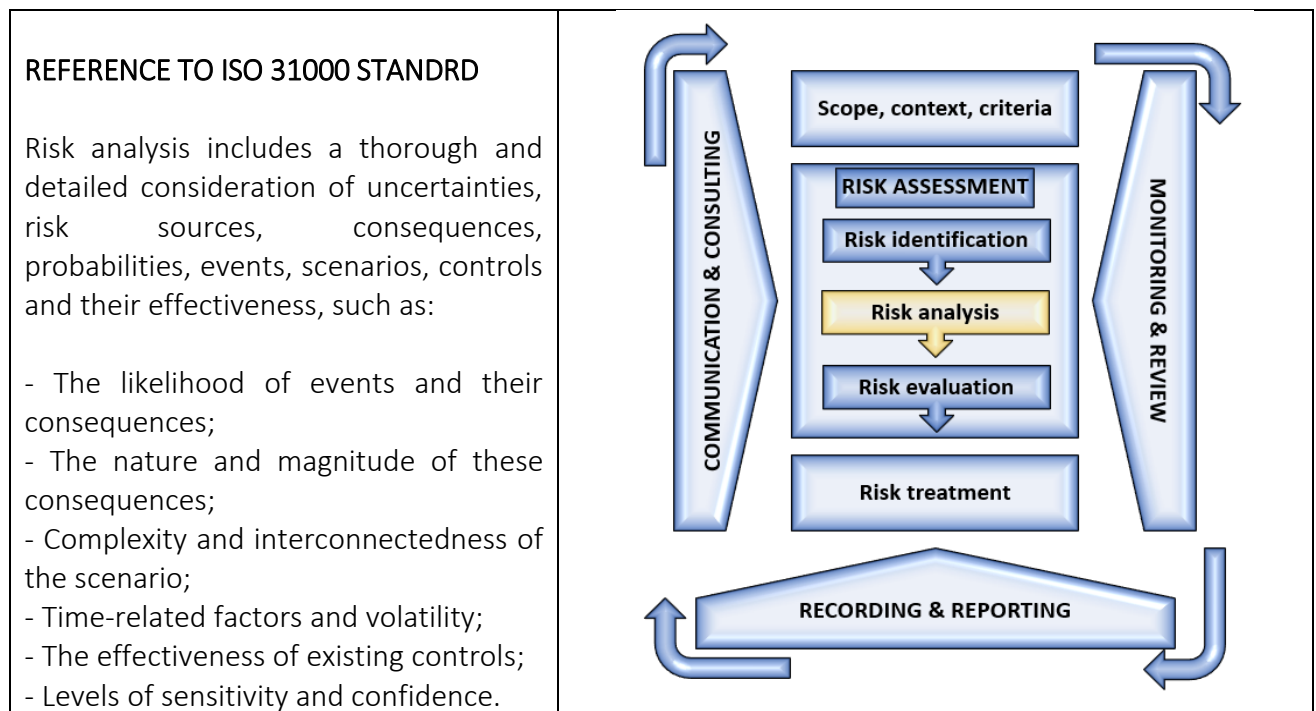 REFERENCE TO ISO 31000 STANDRD
Risk analysis includes a thorough and
detailed consideration of uncertainties,
risk sources, consequences,
probabilities, events, scenarios, controls
and their effectiveness, such as:
- The likelihood of events and their
consequences;
- The nature and magnitude of these
consequences;
- Complexity and interconnectedness of
the scenario;
- Time-related factors and volatility;
- The effectiveness of existing controls;
- Levels of sensitivity and confidence.
COMMUNICATION & CONSULTING
Scope, context, criteria
RISK ASSESSMENT
Risk identification
Risk analysis
Risk evaluation
Risk treatment
MONITORING & REVIEW
RECORDING & REPORTING